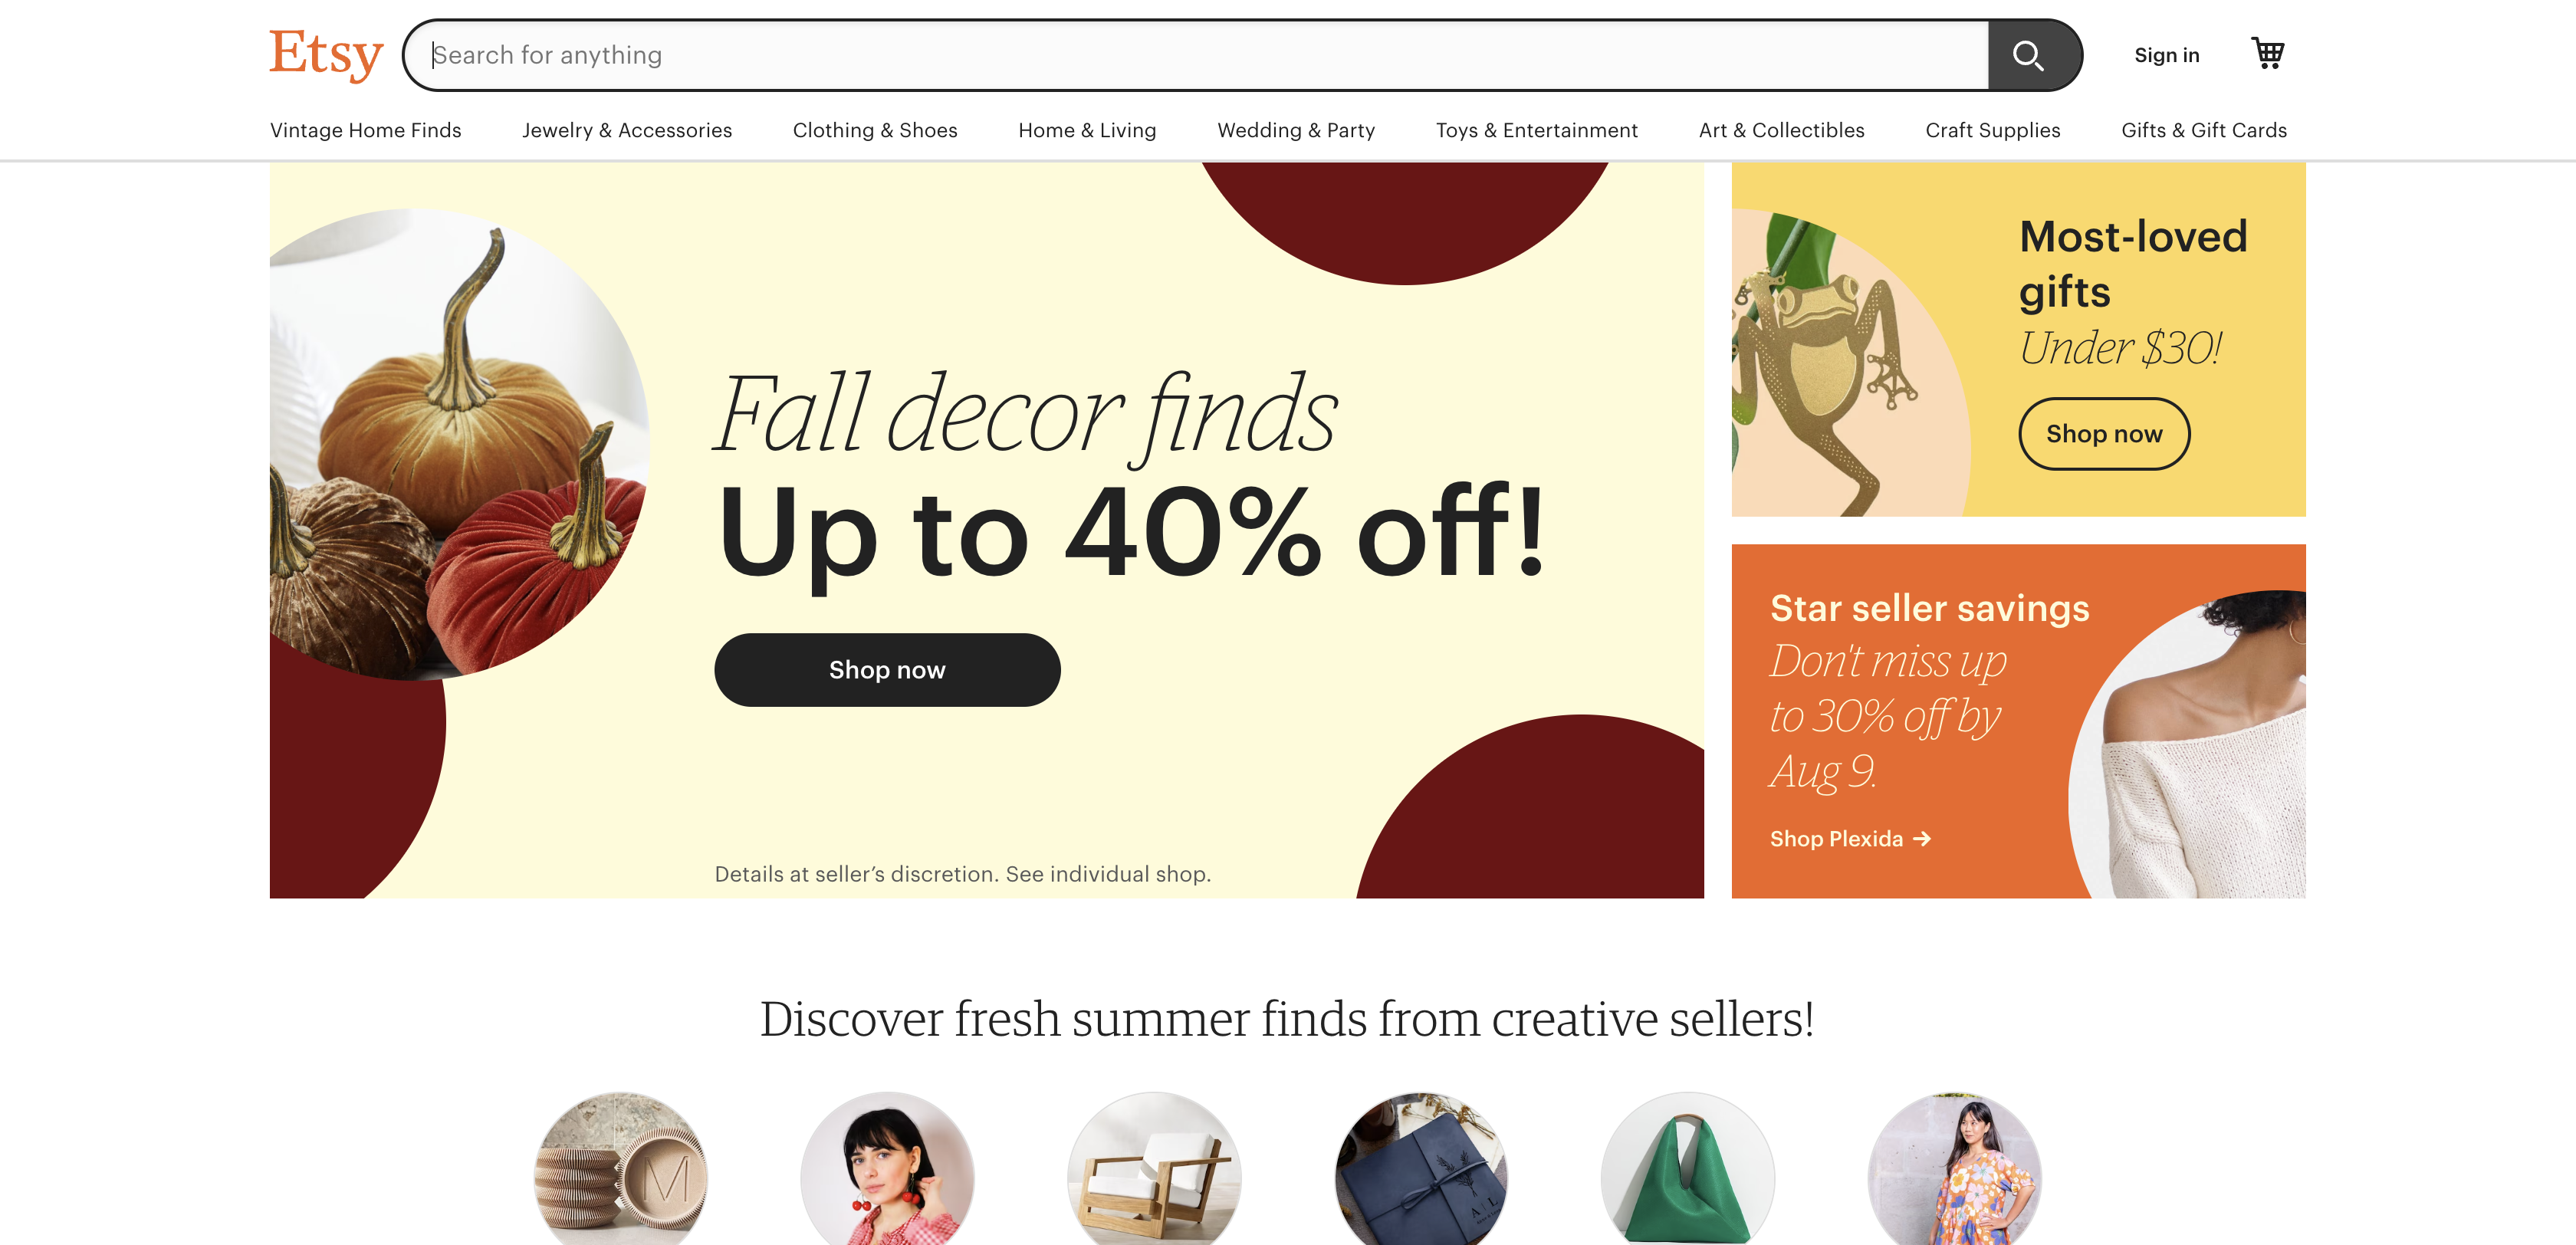 Etsy
Search for anything
Sign in
Vintage Home Finds
Jewelry & Accessories
Clothing & Shoes
Home & Living
Wedding & Party
Toys & Entertainment
Art & Collectibles
Craft Supplies
Gifts & Gift Cards
Fall decor finds
Up to 40% off!
Shop now
Details at seller’s discretion. See individual shop.
Most-loved
gifts
Under $30!
Shop now
Star seller savings
Don't miss up
to 30% off by
Aug 9.
Shop Plexida →
Discover fresh summer finds from creative sellers!
M
A L